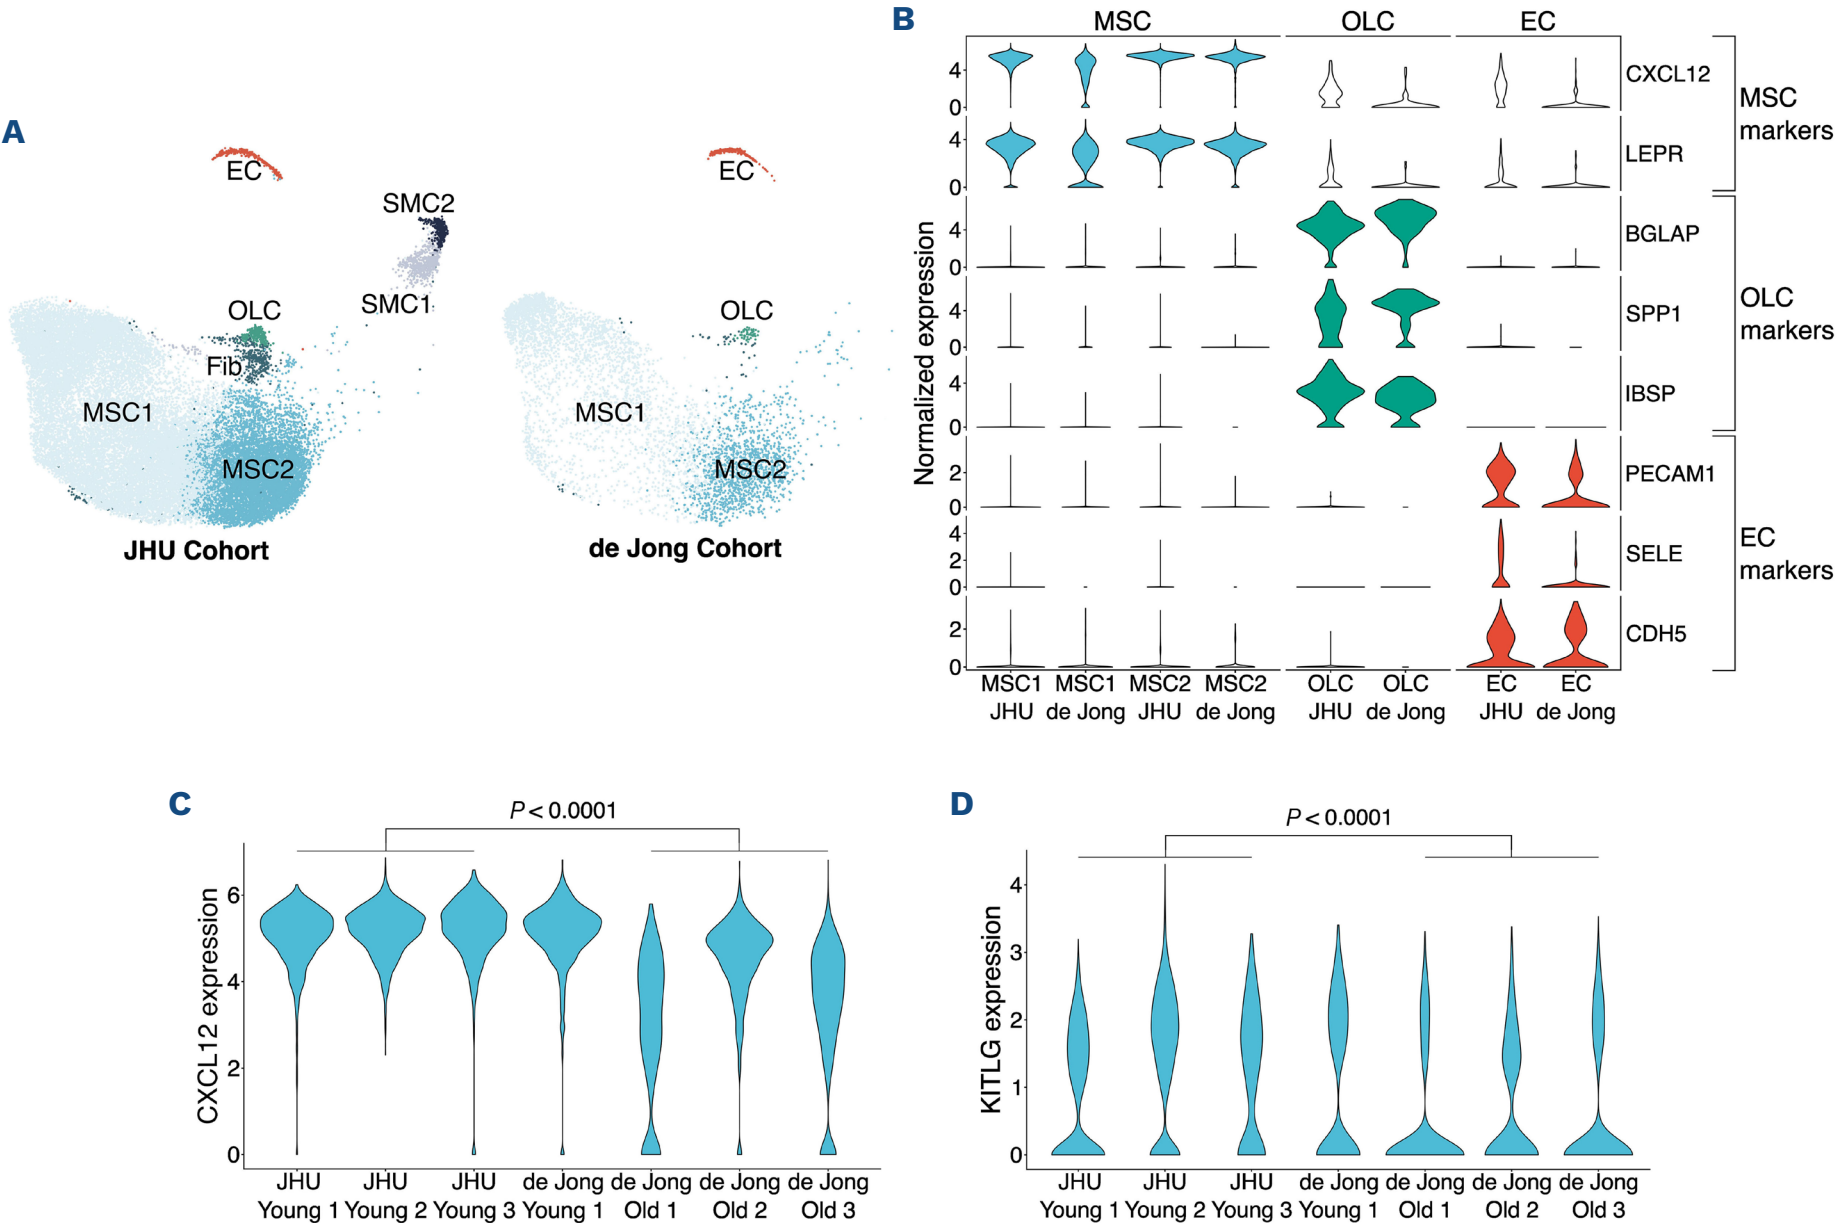 A
EC
SMC2
SMC1
OLC
Fib
MSC1
MSC2
JHU Cohort
EC
OLC
MSC1
MSC2
de Jong Cohort
B
MSC OLC EC
Normalized expression
4
0
CXCL12
4
0
LEPR
MSC
markers
4
0
BGLAP
4
0
SPP1
4
0
IBSP
OLC
markers
2
0
PECAM1
4
2
0
SELE
2
0
CDH5
EC
markers
MSC1 MSC1 MSC2 MSC2 OLC OLC EC EC
JHU de Jong JHU de Jong JHU de Jong JHU de Jong
C
P < 0.0001
CXCL12 expression
6
4
2
0
JHU JHU JHU de Jong de Jong de Jong de Jong
Young 1 Young 2 Young 3 Young 1 Old 1 Old 2 Old 3
D
P < 0.0001
KITLG expression
4
3
2
1
0
JHU JHU JHU de Jong de Jong de Jong de Jong
Young 1 Young 2 Young 3 Young 1 Old 1 Old 2 Old 3